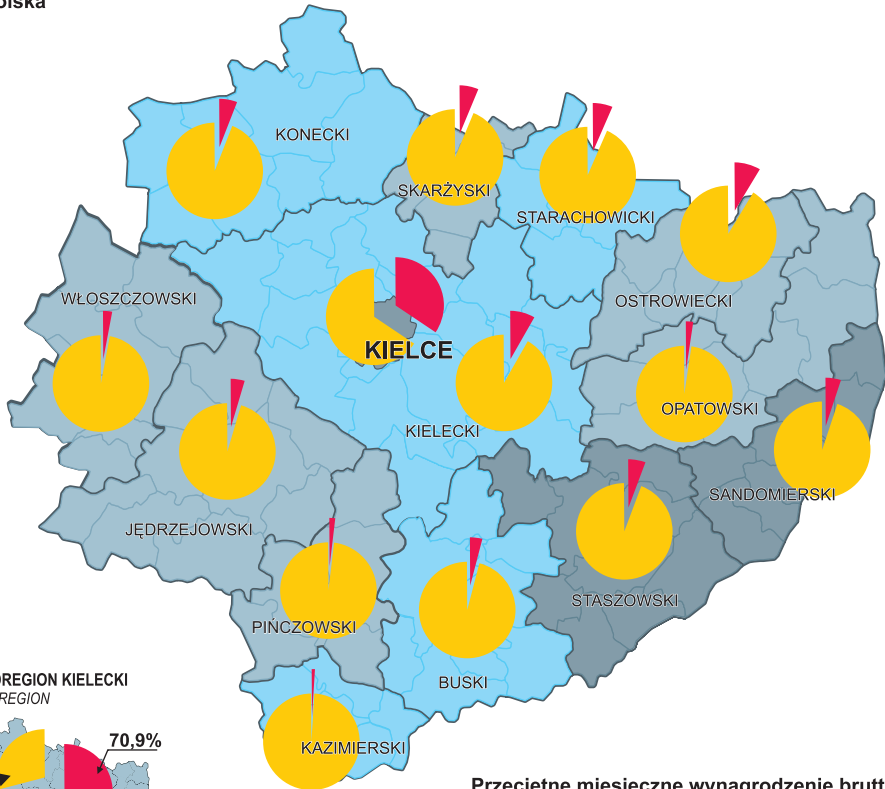 KONECKI
SKARŻYSKI
STARACHOWICKI
WŁOSZCZOWSKI
OSTROWIECKI
KIELCE
OPATOWSKI
KIELECKI
SANDOMIERSKI
JĘDRZEJOWSKI
STASZOWSKI
PIŃCZOWSKI
BUSKI
REGION KIELECKI
REGION
70,9%
KAZIMIERSKI
Przeciętne miesięczne wynagrodzenie brutt